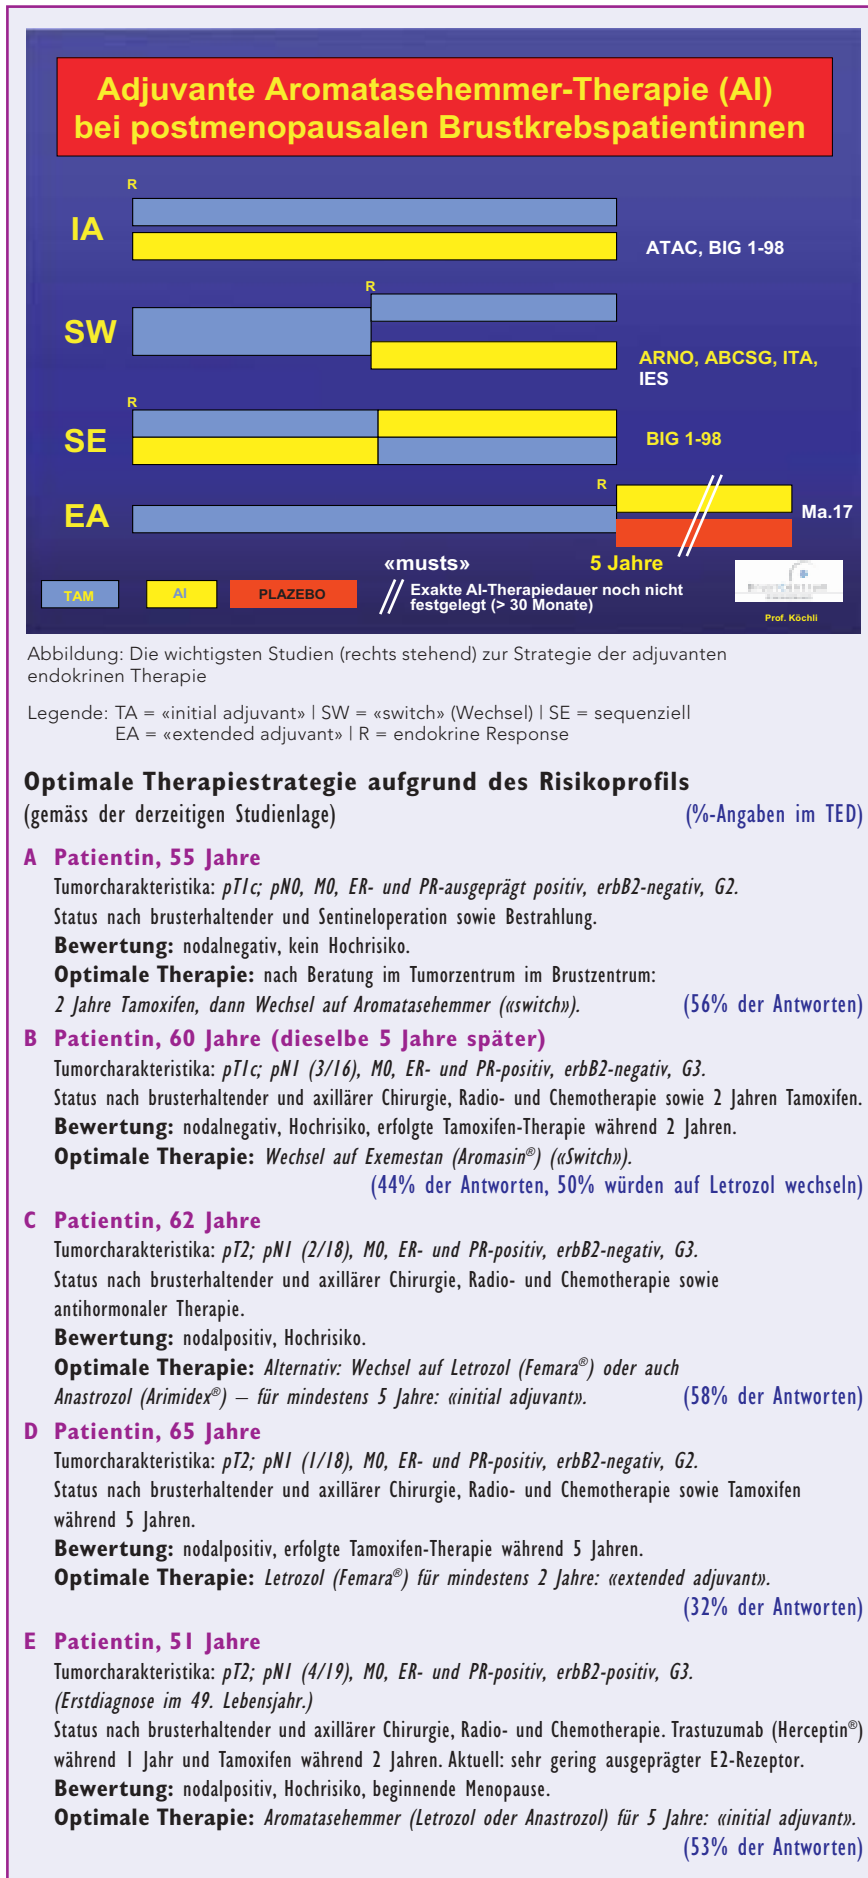 Adjuvante Aromatasehemmer-Therapie (AI)
bei postmenopausalen Brustkrebspatientinnen
R
IA
ATAC, BIG 1-98
R
SW
ARNO, ABCSG, ITA,
IES
R
SE
BIG 1-98
R
EA
Ma.17
«musts»
5 Jahre
TAM
AI
PLAZEBO
// Exakte AI-Therapiedauer noch nicht
festgelegt (> 30 Monate)
Prof. Köchli
Abbildung: Die wichtigsten Studien (rechts stehend) zur Strategie der adjuvanten
endokrinen Therapie
Legende: TA = «initial adjuvant» | SW = «switch» (Wechsel) | SE = sequenziell
EA = «extended adjuvant» | R = endokrine Response
Optimale Therapiestrategie aufgrund des Risikoprofils
(gemäss der derzeitigen Studienlage) (%-Angaben im TED)
A Patientin, 55 Jahre
Tumorcharakteristika: pT1c; pN0, M0, ER- und PR-ausgeprägt positiv, erbB2-negativ, G2.
Status nach brusterhaltender und Sentineloperation sowie Bestrahlung.
Bewertung: nodalnegativ, kein Hochrisiko.
Optimale Therapie: nach Beratung im Tumorzentrum im Brustzentrum:
2 Jahre Tamoxifen, dann Wechsel auf Aromatasehemmer («switch»). (56% der Antworten)
B Patientin, 60 Jahre (dieselbe 5 Jahre später)
Tumorcharakteristika: pT1c; pN1 (3/16), M0, ER- und PR-positiv, erbB2-negativ, G3.
Status nach brusterhaltender und axillärer Chirurgie, Radio- und Chemotherapie sowie 2 Jahren Tamoxifen.
Bewertung: nodalnegativ, Hochrisiko, erfolgte Tamoxifen-Therapie während 2 Jahren.
Optimale Therapie: Wechsel auf Exemestan (Aromasin®) («Switch»).
(44% der Antworten, 50% würden auf Letrozol wechseln)
C Patientin, 62 Jahre
Tumorcharakteristika: pT2; pN1 (2/18), M0, ER- und PR-positiv, erbB2-negativ, G3.
Status nach brusterhaltender und axillärer Chirurgie, Radio- und Chemotherapie sowie
antihormonaler Therapie.
Bewertung: nodalpositiv, Hochrisiko.
Optimale Therapie: Alternativ: Wechsel auf Letrozol (Femara®) oder auch
Anastrozol (Arimidex®) – für mindestens 5 Jahre: «initial adjuvant». (58% der Antworten)
D Patientin, 65 Jahre
Tumorcharakteristika: pT2; pN1 (1/18), M0, ER- und PR-positiv, erbB2-negativ, G2.
Status nach brusterhaltender und axillärer Chirurgie, Radio- und Chemotherapie sowie Tamoxifen
während 5 Jahren.
Bewertung: nodalpositiv, erfolgte Tamoxifen-Therapie während 5 Jahren.
Optimale Therapie: Letrozol (Femara®) für mindestens 2 Jahre: «extended adjuvant».
(32% der Antworten)
E Patientin, 51 Jahre
Tumorcharakteristika: pT2; pN1 (4/19), M0, ER- und PR-positiv, erbB2-positiv, G3.
(Erstdiagnose im 49. Lebensjahr.)
Status nach brusterhaltender und axillärer Chirurgie, Radio- und Chemotherapie. Trastuzumab (Herceptin®)
während 1 Jahr und Tamoxifen während 2 Jahren. Aktuell: sehr gering ausgeprägter E2-Rezeptor.
Bewertung: nodalpositiv, Hochrisiko, beginnende Menopause.
Optimale Therapie: Aromatasehemmer (Letrozol oder Anastrozol) für 5 Jahre: «initial adjuvant».
(53% der Antworten)